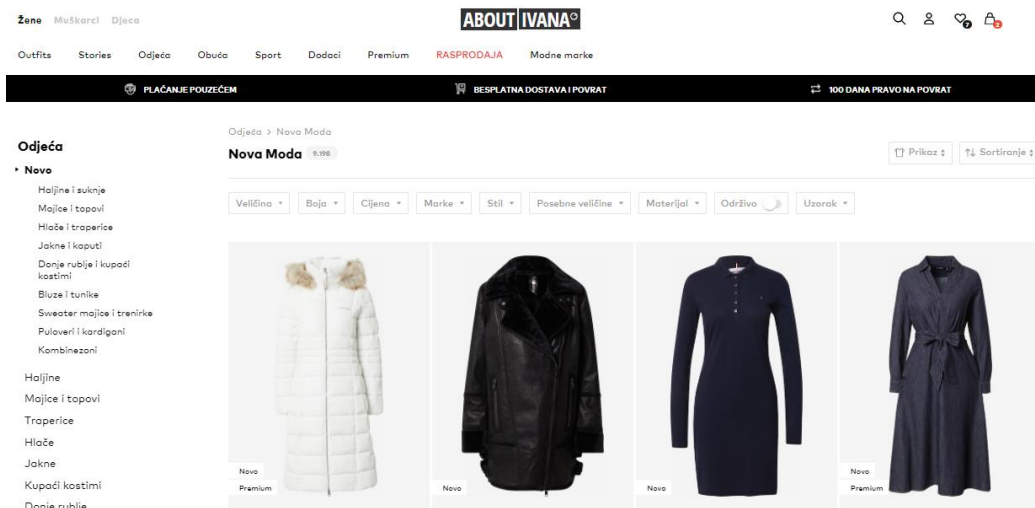 Žene Muškarci Djeca
ABOUT IVANA°
7
2
Outfits Stories Odjeća Obuća Sport Dodaci Premium RASPRODAJA Modne marke
PLAĆANJE POUZEĆEM BESPLATNA DOSTAVA I POVRAT 100 DANA PRAVO NA POVRAT
Odjeća
Novo
Haljine i suknje
Majice i topovi
Hlače i traperice
Jakne i kaputi
Donje rublje i kupaći
kostimi
Bluze i tunike
Sweater majice i trenirke
Puloveri i kardigani
Kombinezoni
Haljine
Majice i topovi
Traperice
Hlače
Jakne
Kupaći kostimi
Donje rublje
Odjeća > Nova Moda
Nova Moda 9.198
Prikaz Sortiranje
Veličina Boja Cijena Marke Stil Posebne veličine Materijal Održivo Uzorak
Novo
Premium
Novo
Novo
Novo
Premium